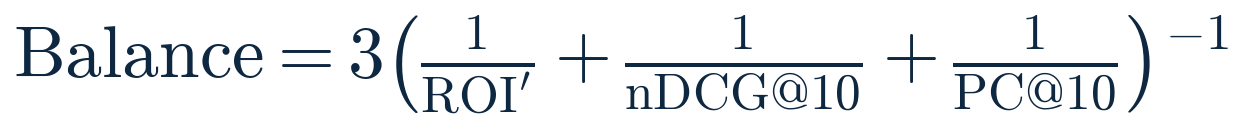 Balance = 3(1/ROI′ + 1/nDCG@10 + 1/PC@10)^−1